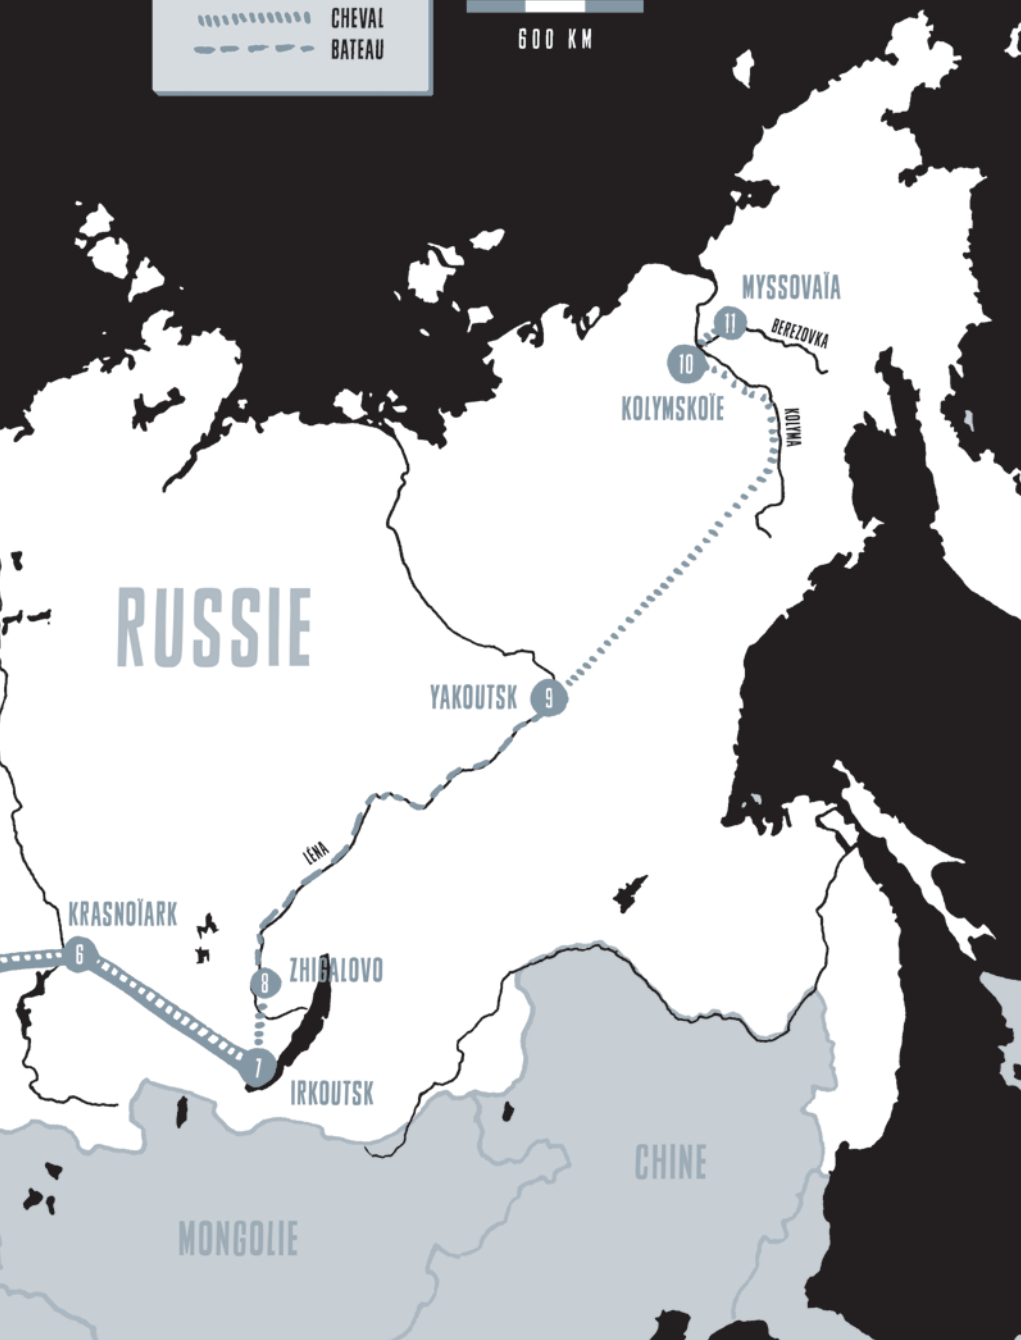 CHEVAL
BATEAU
600 KM
MYSSOVAÏA
11
BEREZOVKA
10
KOLYMSKOÏE
KOLYMA
RUSSIE
YAKOUTSK
9
LÉNA
KRASNOÏARK
6
8
ZHIGALOVO
7
IRKOUTSK
CHINE
MONGOLIE